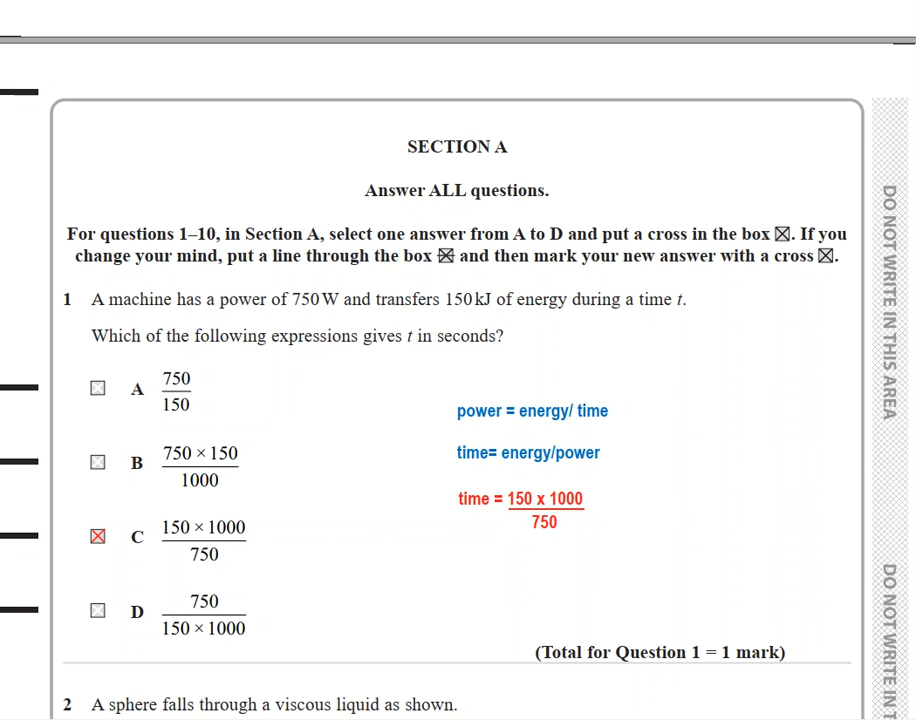 SECTION A
Answer ALL questions.
For questions 1–10, in Section A, select one answer from A to D and put a cross in the box ☒. If you
change your mind, put a line through the box and then mark your new answer with a cross ☒.
1 A machine has a power of 750 W and transfers 150 kJ of energy during a time t.
Which of the following expressions gives t in seconds?
A 750
150
B 750 × 150
1000
C 150 × 1000
750
D 750
150 × 1000
power = energy/ time
time= energy/power
time = 150 x 1000
750
(Total for Question 1 = 1 mark)
2 A sphere falls through a viscous liquid as shown.
DO NOT WRITE IN THIS AREA
DO NOT WRITE IN T